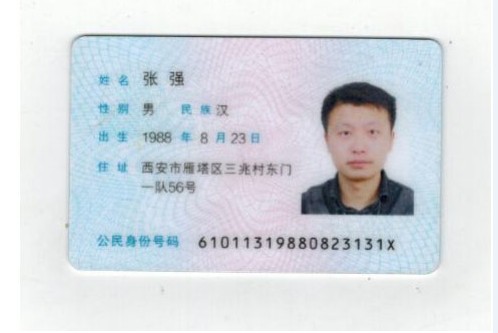 姓名 张强
性别 男 民族 汉
出生 1988 年 8 月 23 日
住址 西安市雁塔区三兆村东门
一队56号
公民身份号码 61011319880823131X